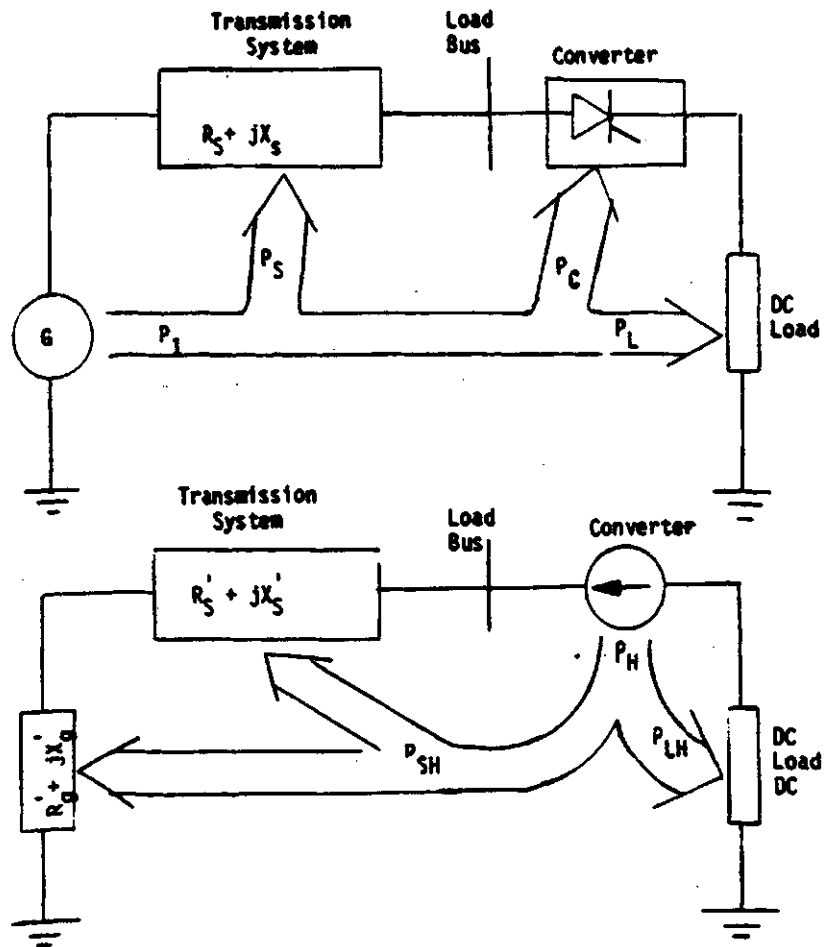 Transmission
System
Load
Bus
Converter
R_S + jX_s
P_S
P_C
G
P_1
P_L
DC
Load
Transmission
System
Load
Bus
Converter
R_S' + jX_S'
P_H
P_SH
P_LH
R_g' + jX_g'
DC
Load
DC